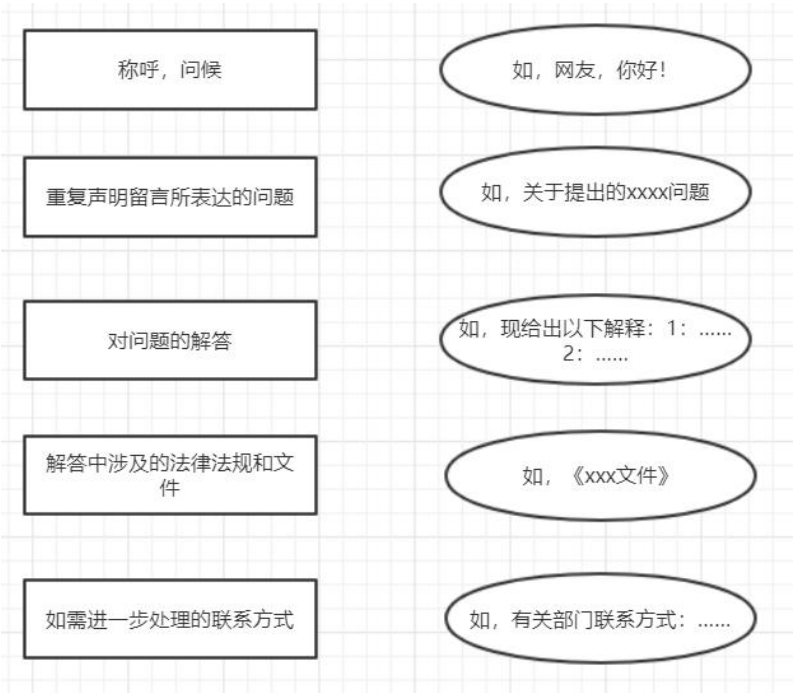 称呼，问候
如，网友，你好！
重复声明留言所表达的问题
如，关于提出的xxxx问题
对问题的解答
如，现给出以下解释：1：......
2：......
解答中涉及的法律法规和文
件
如，《xxx文件》
如需进一步处理的联系方式
如，有关部门联系方式：......